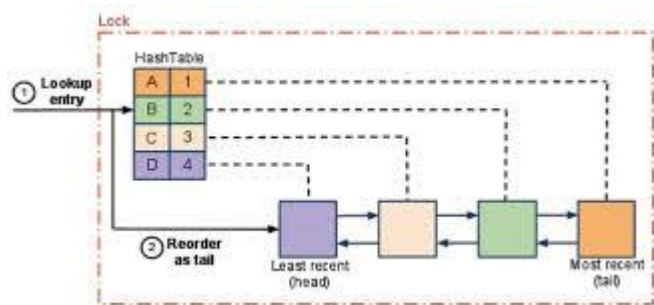 Lock
HashTable
A 1
B 2
C 3
D 4
1 Lookup
entry
2 Reorder
as tail
Least recent
(head)
Most recent
(tail)